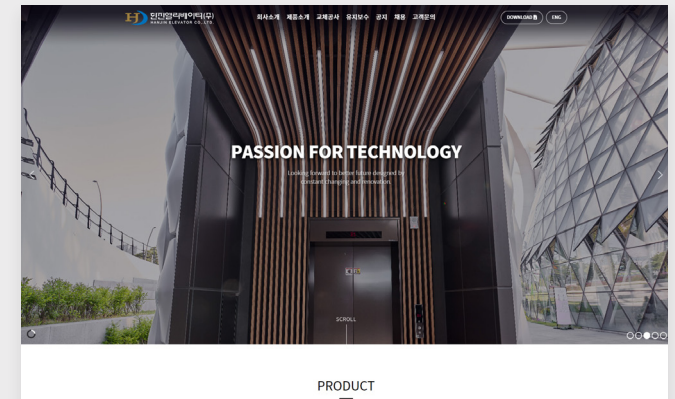 현진엘리베이터(주)
HANJIN ELEVATOR CO.,LTD.
회사소개 제품소개 교체공사 유지보수 공지 채용 고객문의
DOWNLOAD
ENG
PASSION FOR TECHNOLOGY
Looking forward to better future designed by
constant changing and renovation.
SCROLL
PRODUCT